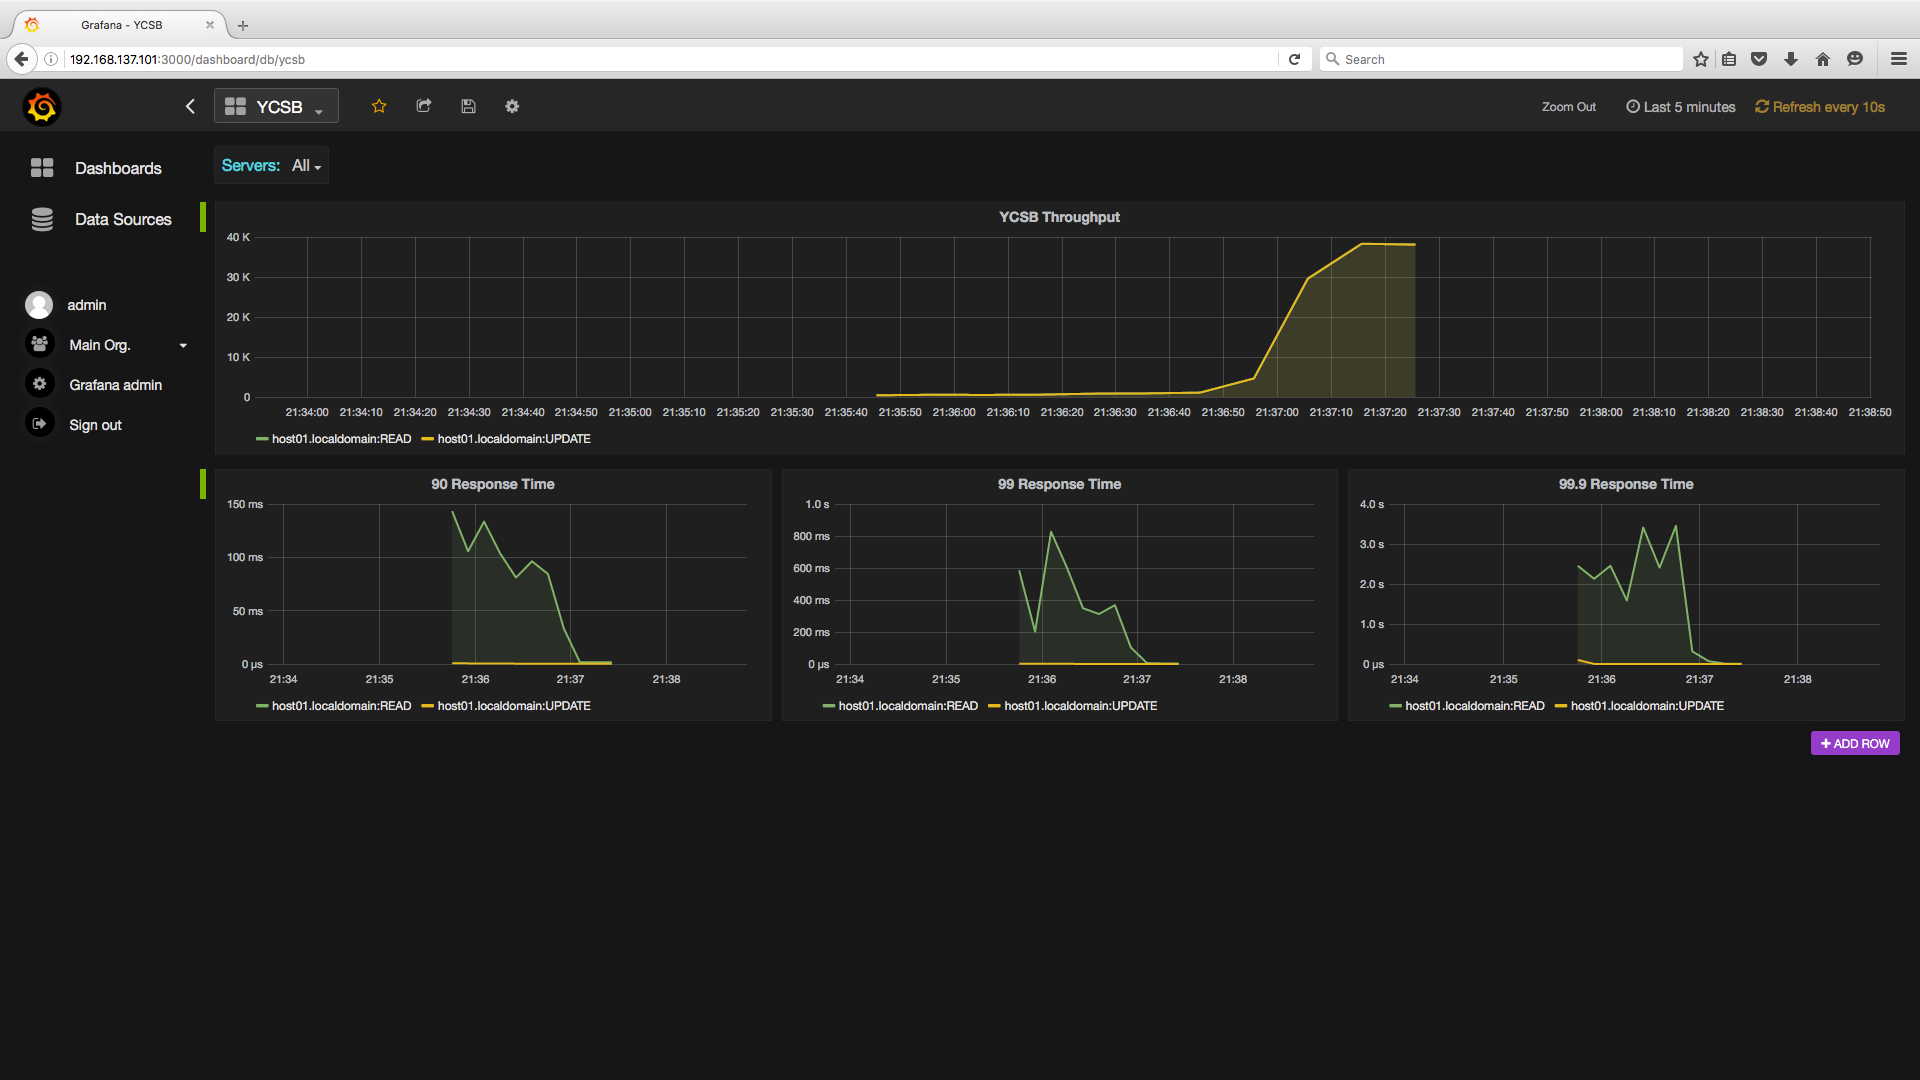 Grafana - YCSB
192.168.137.101:3000/dashboard/db/ycsb
Search
YCSB
Zoom Out
Last 5 minutes
Refresh every 10s
Dashboards
Data Sources
admin
Main Org.
Grafana admin
Sign out
Servers: All
YCSB Throughput
40 K
30 K
20 K
10 K
0
21:34:00 21:34:10 21:34:20 21:34:30 21:34:40 21:34:50 21:35:00 21:35:10 21:35:20 21:35:30 21:35:40 21:35:50 21:36:00 21:36:10 21:36:20 21:36:30 21:36:40 21:36:50 21:37:00 21:37:10 21:37:20 21:37:30 21:37:40 21:37:50 21:38:00 21:38:10 21:38:20 21:38:30 21:38:40 21:38:50
host01.localdomain:READ host01.localdomain:UPDATE
90 Response Time
150 ms
100 ms
50 ms
0 µs
21:34 21:35 21:36 21:37 21:38
host01.localdomain:READ host01.localdomain:UPDATE
99 Response Time
1.0 s
800 ms
600 ms
400 ms
200 ms
0 µs
21:34 21:35 21:36 21:37 21:38
host01.localdomain:READ host01.localdomain:UPDATE
99.9 Response Time
4.0 s
3.0 s
2.0 s
1.0 s
0 µs
21:34 21:35 21:36 21:37 21:38
host01.localdomain:READ host01.localdomain:UPDATE
+ ADD ROW